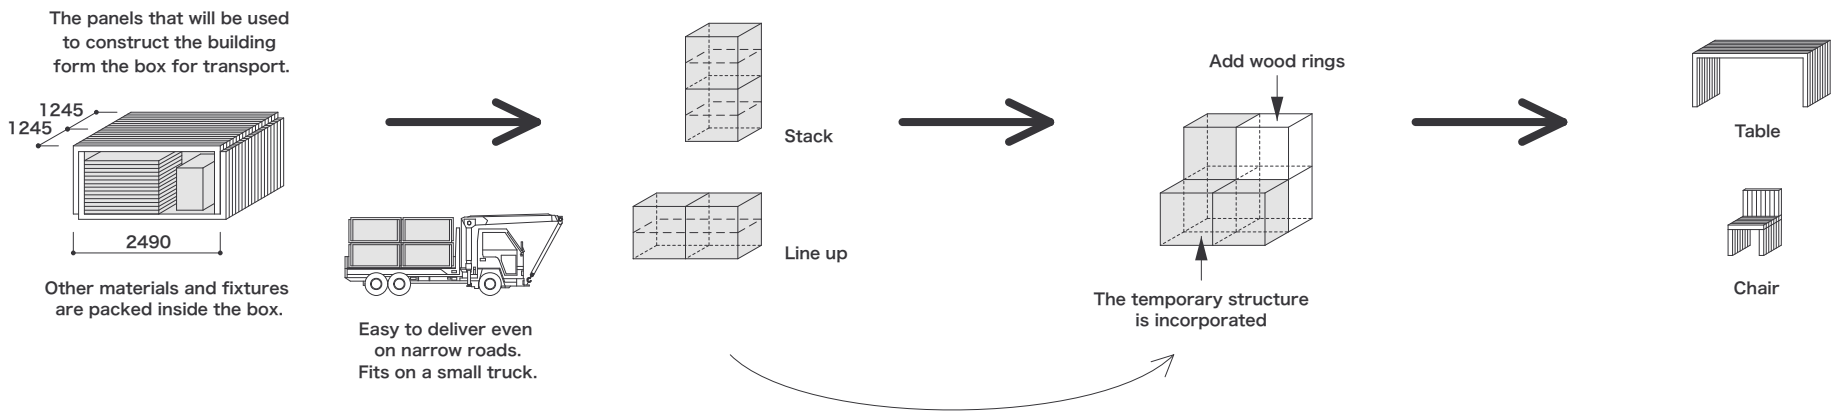 The panels that will be used
to construct the building
form the box for transport.
1245
1245
2490
Other materials and fixtures
are packed inside the box.
Easy to deliver even
on narrow roads.
Fits on a small truck.
Stack
Line up
Add wood rings
The temporary structure
is incorporated
Table
Chair